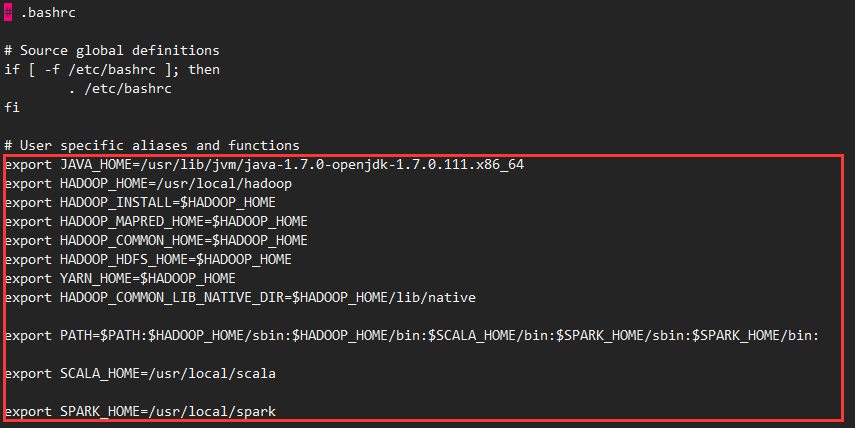 # .bashrc
# Source global definitions
if [ -f /etc/bashrc ]; then
. /etc/bashrc
fi
# User specific aliases and functions
export JAVA_HOME=/usr/lib/jvm/java-1.7.0-openjdk-1.7.0.111.x86_64
export HADOOP_HOME=/usr/local/hadoop
export HADOOP_INSTALL=$HADOOP_HOME
export HADOOP_MAPRED_HOME=$HADOOP_HOME
export HADOOP_COMMON_HOME=$HADOOP_HOME
export HADOOP_HDFS_HOME=$HADOOP_HOME
export YARN_HOME=$HADOOP_HOME
export HADOOP_COMMON_LIB_NATIVE_DIR=$HADOOP_HOME/lib/native
export PATH=$PATH:$HADOOP_HOME/sbin:$HADOOP_HOME/bin:$SCALA_HOME/bin:$SPARK_HOME/sbin:$SPARK_HOME/bin:
export SCALA_HOME=/usr/local/scala
export SPARK_HOME=/usr/local/spark